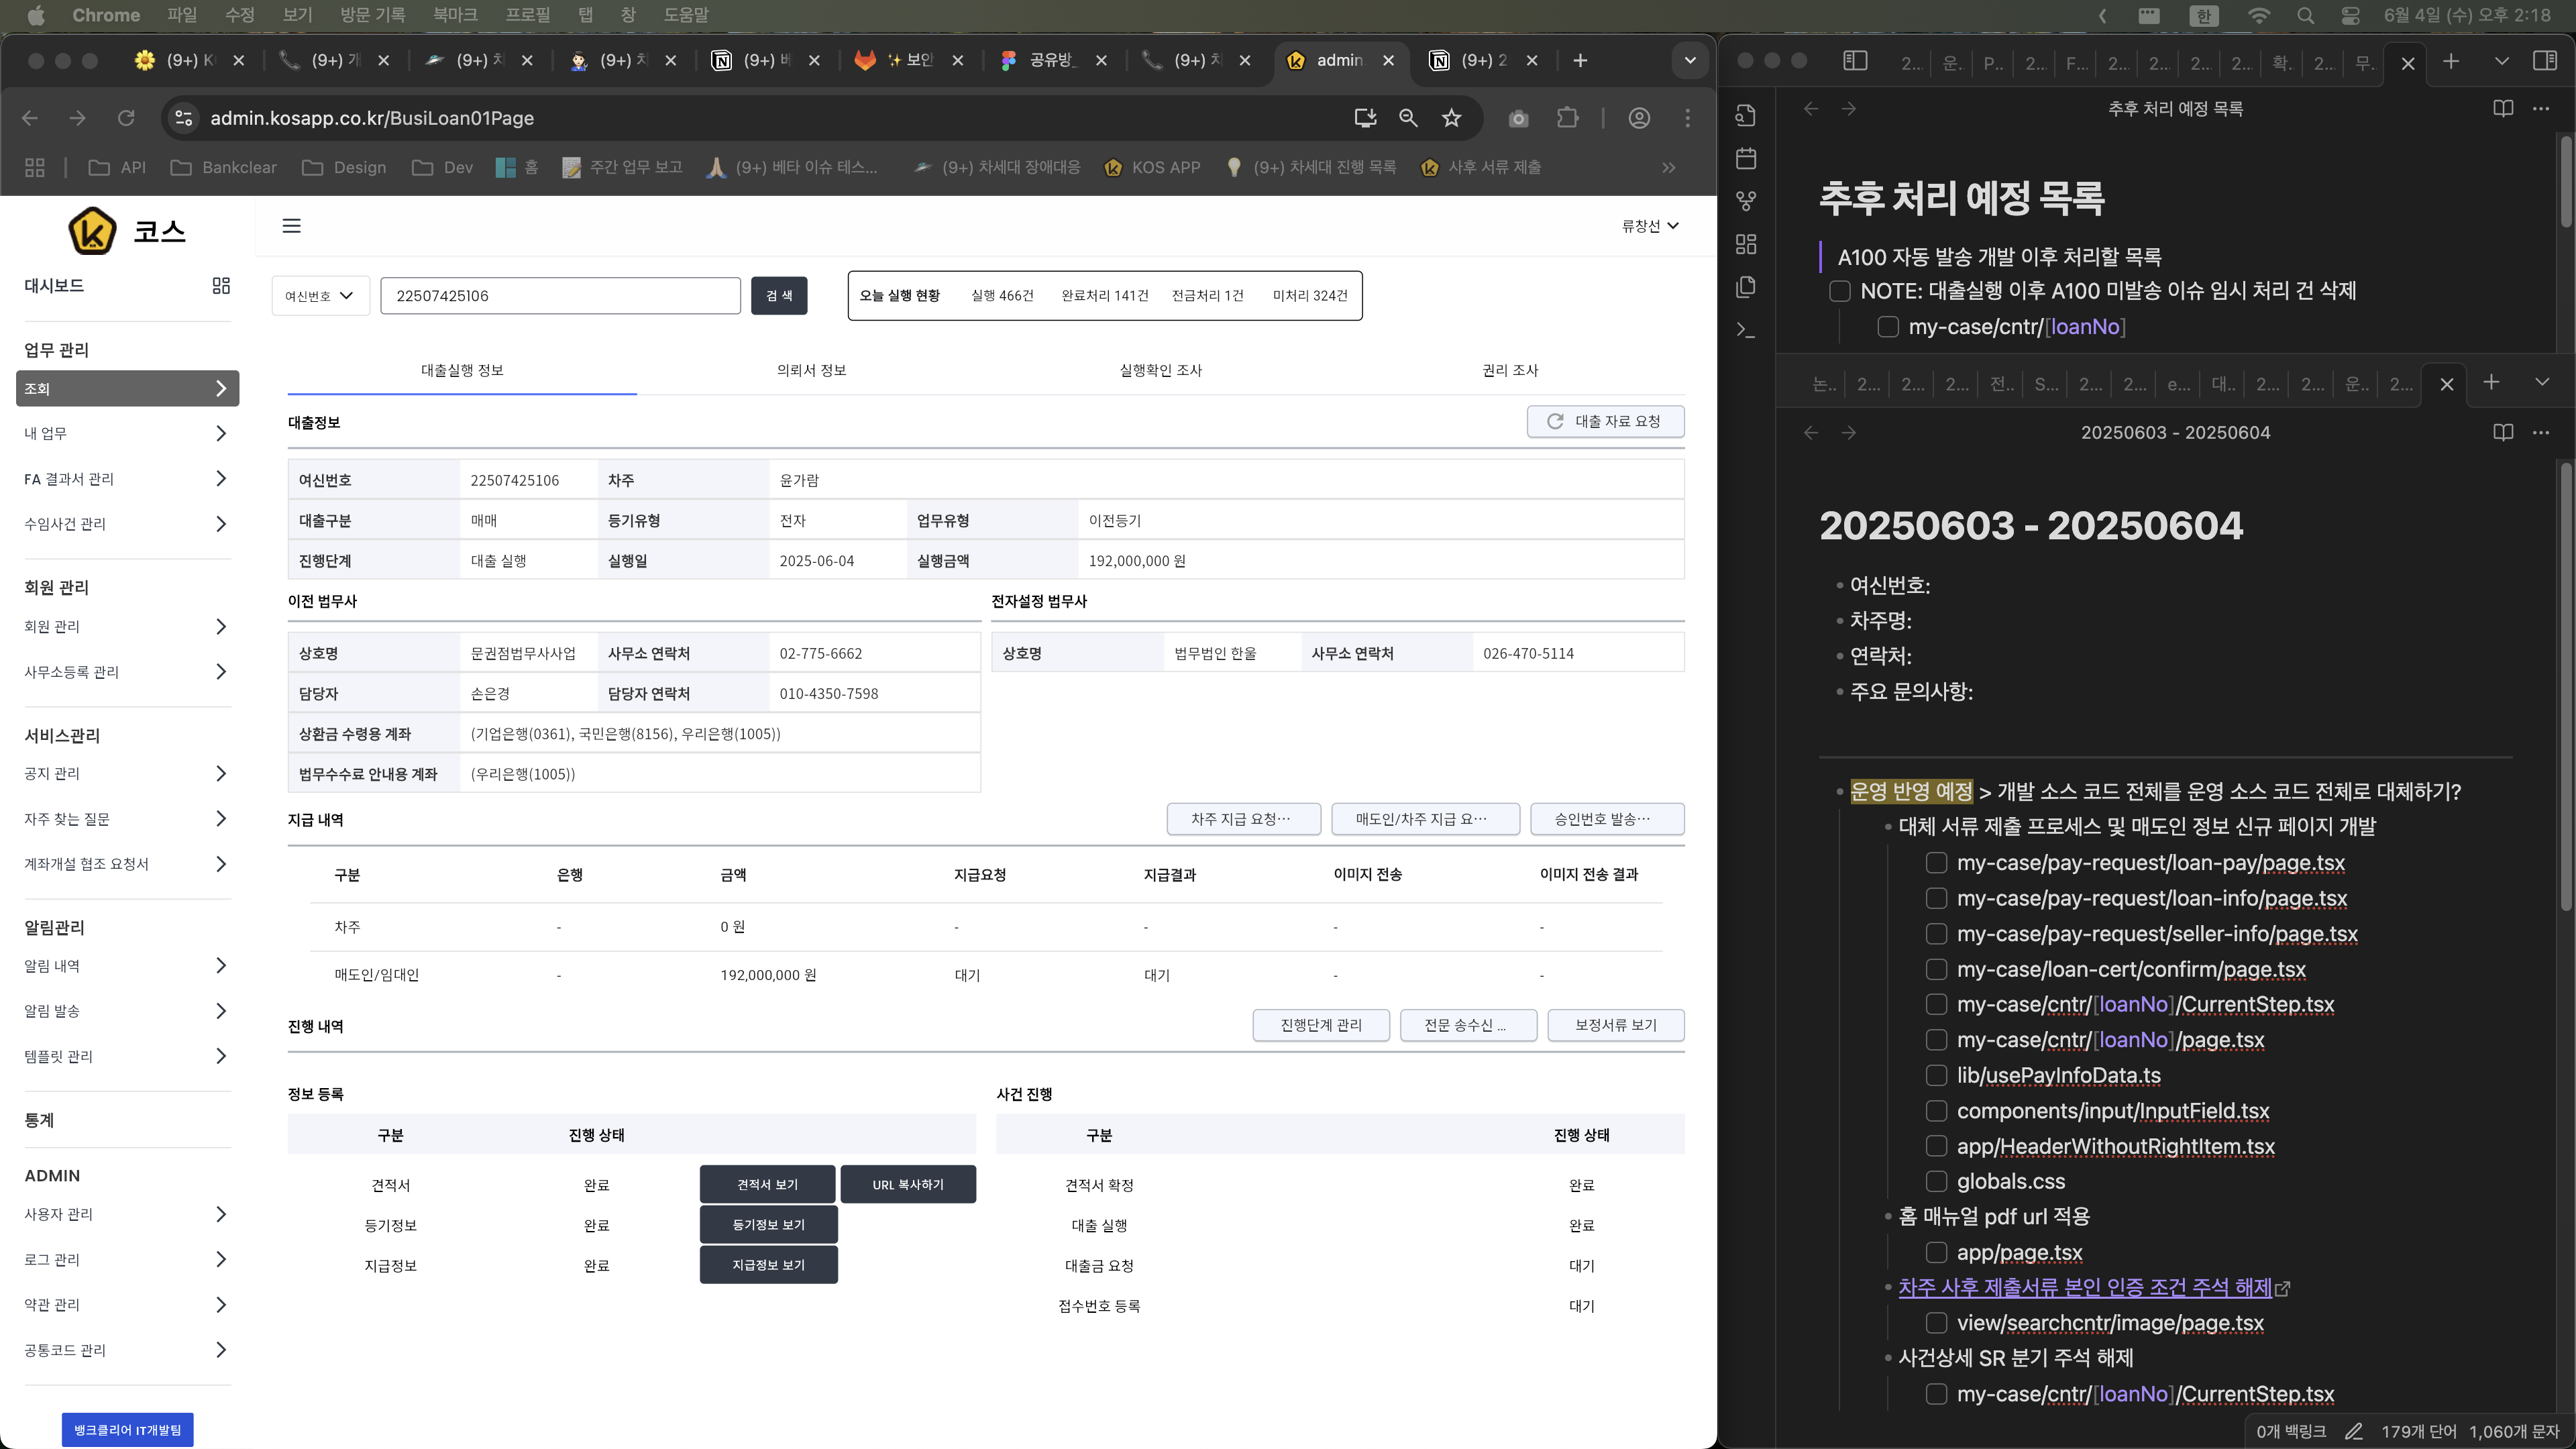 Chrome 파일 수정 보기 방문 기록 북마크 프로필 탭 창 도움말
한 6월 4일 (수) 오후 2:18
(9+) K
(9+) 개
(9+) 차
(9+) 차
(9+) 버
✨ 보안
공유방_
(9+) 차
admin.
(9+) 2
admin.kosapp.co.kr/BusiLoan01Page
API
Bankclear
Design
Dev
홈
주간 업무 보고
(9+) 베타 이슈 테스...
(9+) 차세대 장애대응
KOS APP
(9+) 차세대 진행 목록
사후 서류 제출
코스
대시보드
업무 관리
조회
내 업무
FA 결과서 관리
수임사건 관리
회원 관리
회원 관리
사무소등록 관리
서비스관리
공지 관리
자주 찾는 질문
계좌개설 협조 요청서
알림관리
알림 내역
알림 발송
템플릿 관리
통계
ADMIN
사용자 관리
로그 관리
약관 관리
공통코드 관리
뱅크클리어 IT개발팀
류창선
여신번호 22507425106 검 색
오늘 실행 현황 실행 466건 완료처리 141건 전금처리 1건 미처리 324건
대출실행 정보 의뢰서 정보 실행확인 조사 권리 조사
대출정보 대출 자료 요청
여신번호 22507425106 차주 윤가람
대출구분 매매 등기유형 전자 업무유형 이전등기
진행단계 대출 실행 실행일 2025-06-04 실행금액 192,000,000 원
이전 법무사
상호명 문권점법무사사업 사무소 연락처 02-775-6662
담당자 손은경 담당자 연락처 010-4350-7598
상환금 수령용 계좌 (기업은행(0361), 국민은행(8156), 우리은행(1005))
법무수수료 안내용 계좌 (우리은행(1005))
전자설정 법무사
상호명 법무법인 한울 사무소 연락처 026-470-5114
지급 내역 차주 지급 요청… 매도인/차주 지급 요… 승인번호 발송…
구분 은행 금액 지급요청 지급결과 이미지 전송 이미지 전송 결과
차주 - 0 원 - - - -
매도인/임대인 - 192,000,000 원 대기 대기 - -
진행 내역 진행단계 관리 전문 송수신 ... 보정서류 보기
정보 등록
구분 진행 상태
견적서 완료 견적서 보기 URL 복사하기
등기정보 완료 등기정보 보기
지급정보 완료 지급정보 보기
사건 진행
구분 진행 상태
견적서 확정 완료
대출 실행 완료
대출금 요청 대기
접수번호 등록 대기
2... 운. P... 2... F... 2... 2... 2... 2... 확. 2... 무.
추후 처리 예정 목록
추후 처리 예정 목록
A100 자동 발송 개발 이후 처리할 목록
NOTE: 대출실행 이후 A100 미발송 이슈 임시 처리 건 삭제
my-case/cntr/[loanNo]
논.. 2... 2... 2... 전.. S... 2... 2... e... 대.. 2... 2... 운.. 2...
20250603 - 20250604
20250603 - 20250604
여신번호:
차주명:
연락처:
주요 문의사항:
운영 반영 예정 > 개발 소스 코드 전체를 운영 소스 코드 전체로 대체하기?
대체 서류 제출 프로세스 및 매도인 정보 신규 페이지 개발
my-case/pay-request/loan-pay/page.tsx
my-case/pay-request/loan-info/page.tsx
my-case/pay-request/seller-info/page.tsx
my-case/loan-cert/confirm/page.tsx
my-case/cntr/[loanNo]/CurrentStep.tsx
my-case/cntr/[loanNo]/page.tsx
lib/usePayInfoData.ts
components/input/InputField.tsx
app/HeaderWithoutRightItem.tsx
globals.css
홈 매뉴얼 pdf url 적용
app/page.tsx
차주 사후 제출서류 본인 인증 조건 주석 해제
view/searchcntr/image/page.tsx
사건상세 SR 분기 주석 해제
my-case/cntr/[loanNo]/CurrentStep.tsx
0개 백링크 179개 단어 1,060개 문자